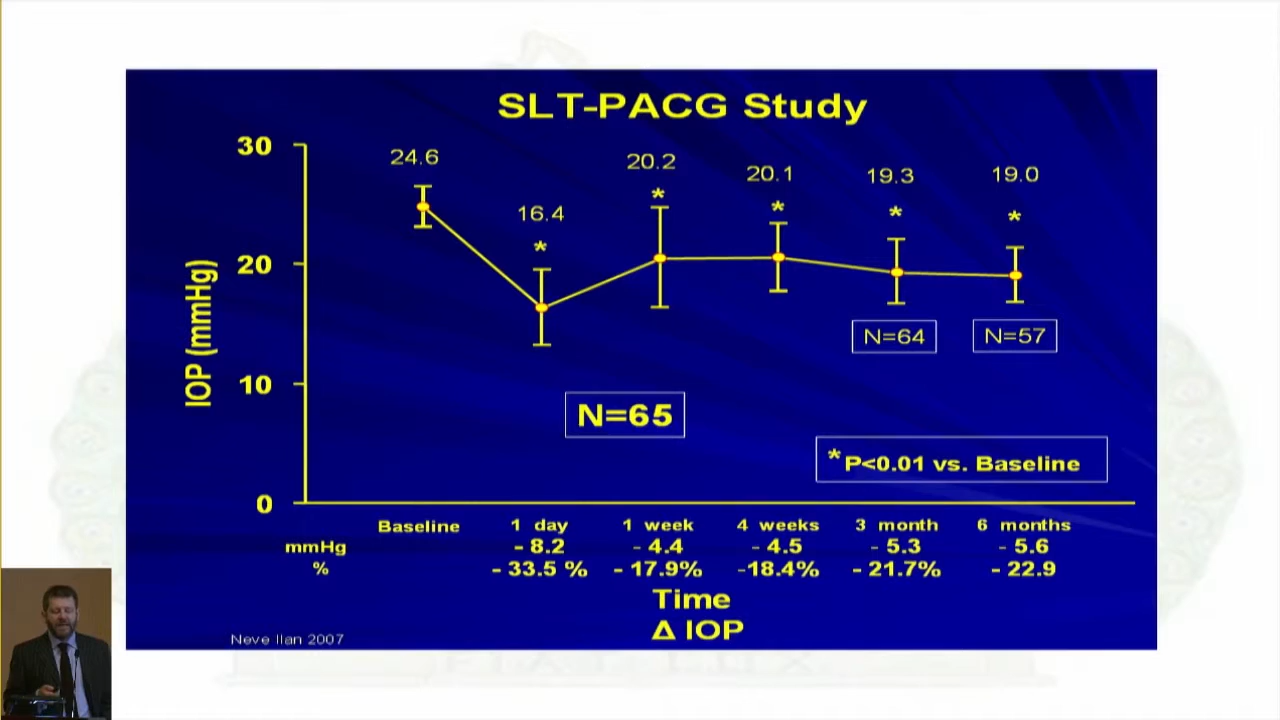 SLT-PACG Study
30
20
10
0
IOP (mmHg)
24.6
16.4
20.2
20.1
19.3
19.0
*
*
*
*
*
N=64
N=57
N=65
* P<0.01 vs. Baseline
Baseline 1 day 1 week 4 weeks 3 month 6 months
mmHg - 8.2 - 4.4 - 4.5 - 5.3 - 5.6
% - 33.5 % - 17.9% -18.4% - 21.7% - 22.9
Time
Δ IOP
Neve Ilan 2007
FIAT LUX